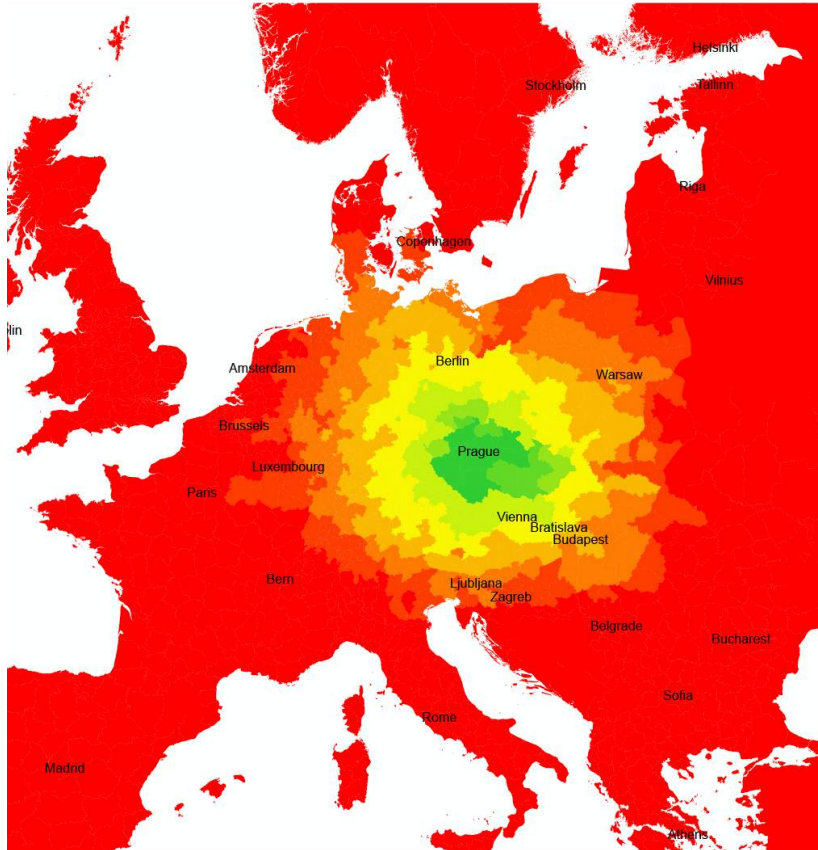 Helsinki
Stockholm
Tallinn
Riga
Copenhagen
Vilnius
lin
Berlin
Amsterdam
Warsaw
Brussels
Prague
Luxembourg
Paris
Vienna
Bratislava
Budapest
Bern
Ljubljana
Zagreb
Belgrade
Bucharest
Sofia
Rome
Madrid
Athens